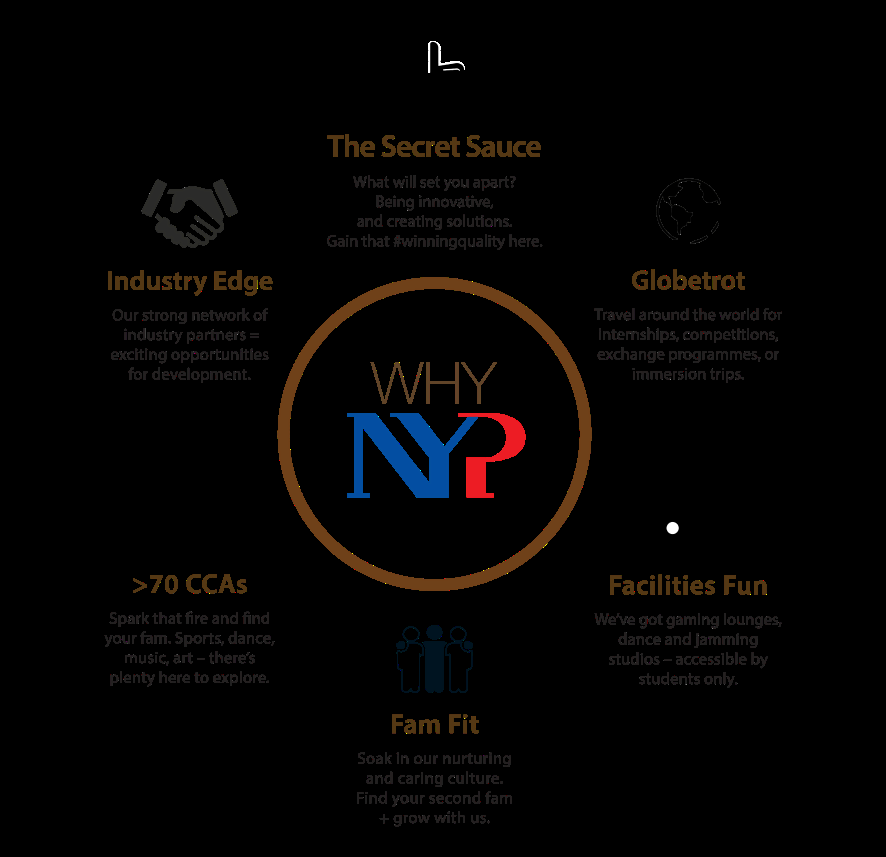 The Secret Sauce
What will set you apart?
Being innovative,
and creating solutions.
Gain that #winningquality here.
Industry Edge
Our strong network of
industry partners =
exciting opportunities
for development.
Globetrot
Travel around the world for
internships, competitions,
exchange programmes, or
immersion trips.
WHY
NYP
>70 CCAs
Spark that fire and find
your fam. Sports, dance,
music, art – there's
plenty here to explore.
Facilities Fun
We've got gaming lounges,
dance and jamming
studios – accessible by
students only.
Fam Fit
Soak in our nurturing
and caring culture.
Find your second fam
+ grow with us.